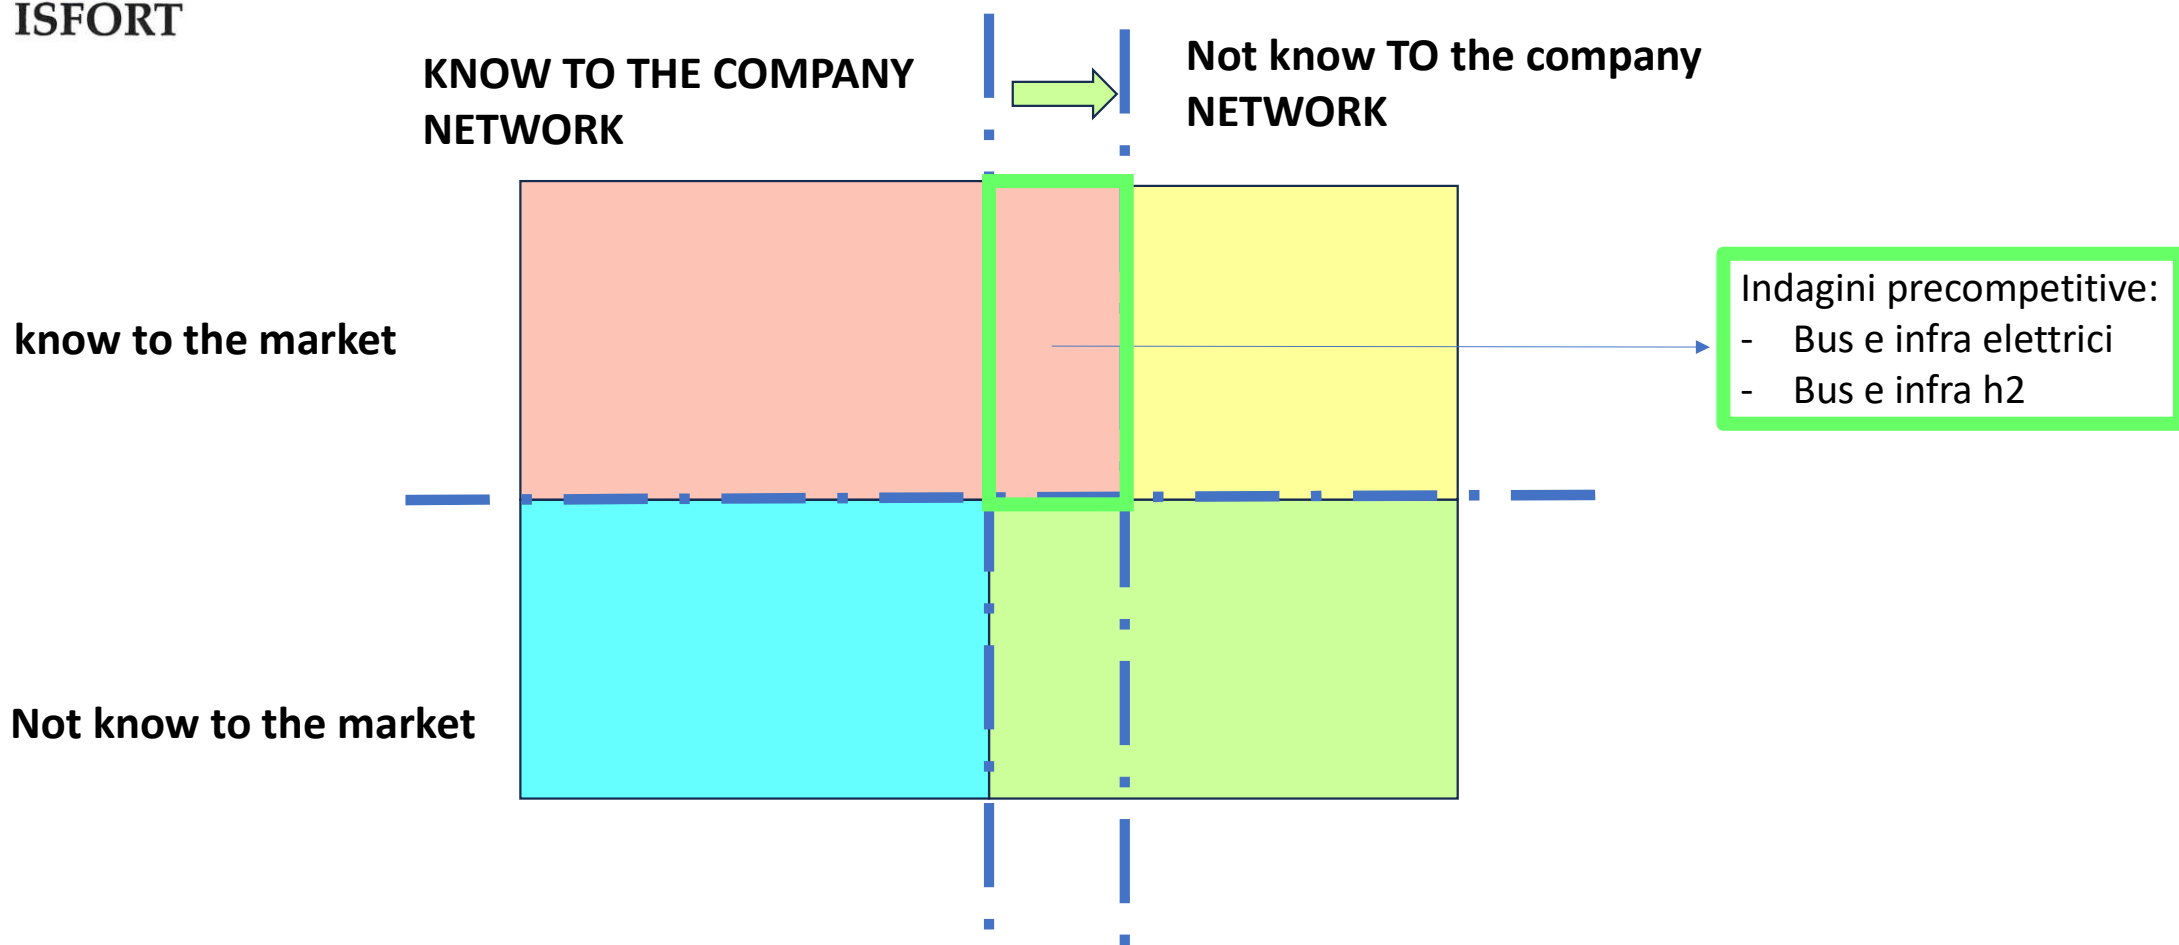 ISFORT
KNOW TO THE COMPANY
NETWORK
Not know TO the company
NETWORK
know to the market
Indagini precompetitive:
- Bus e infra elettrici
- Bus e infra h2
Not know to the market